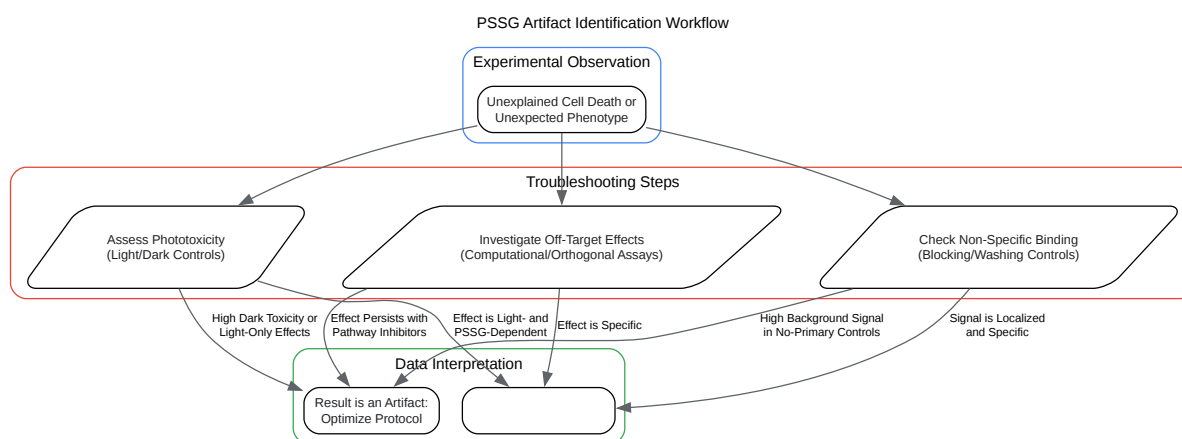 PSSG Artifact Identification Workflow
Experimental Observation
Unexplained Cell Death or
Unexpected Phenotype
Troubleshooting Steps
Assess Phototoxicity
(Light/Dark Controls)
Investigate Off-Target Effects
(Computational/Orthogonal Assays)
Check Non-Specific Binding
(Blocking/Washing Controls)
High Dark Toxicity or
Light-Only Effects
Effect Persists with
Pathway Inhibitors
Effect is Light- and
PSSG-Dependent
Effect is Specific
High Background Signal
in No-Primary Controls
Signal is Localized
and Specific
Data Interpretation
Result is an Artifact:
Optimize Protocol